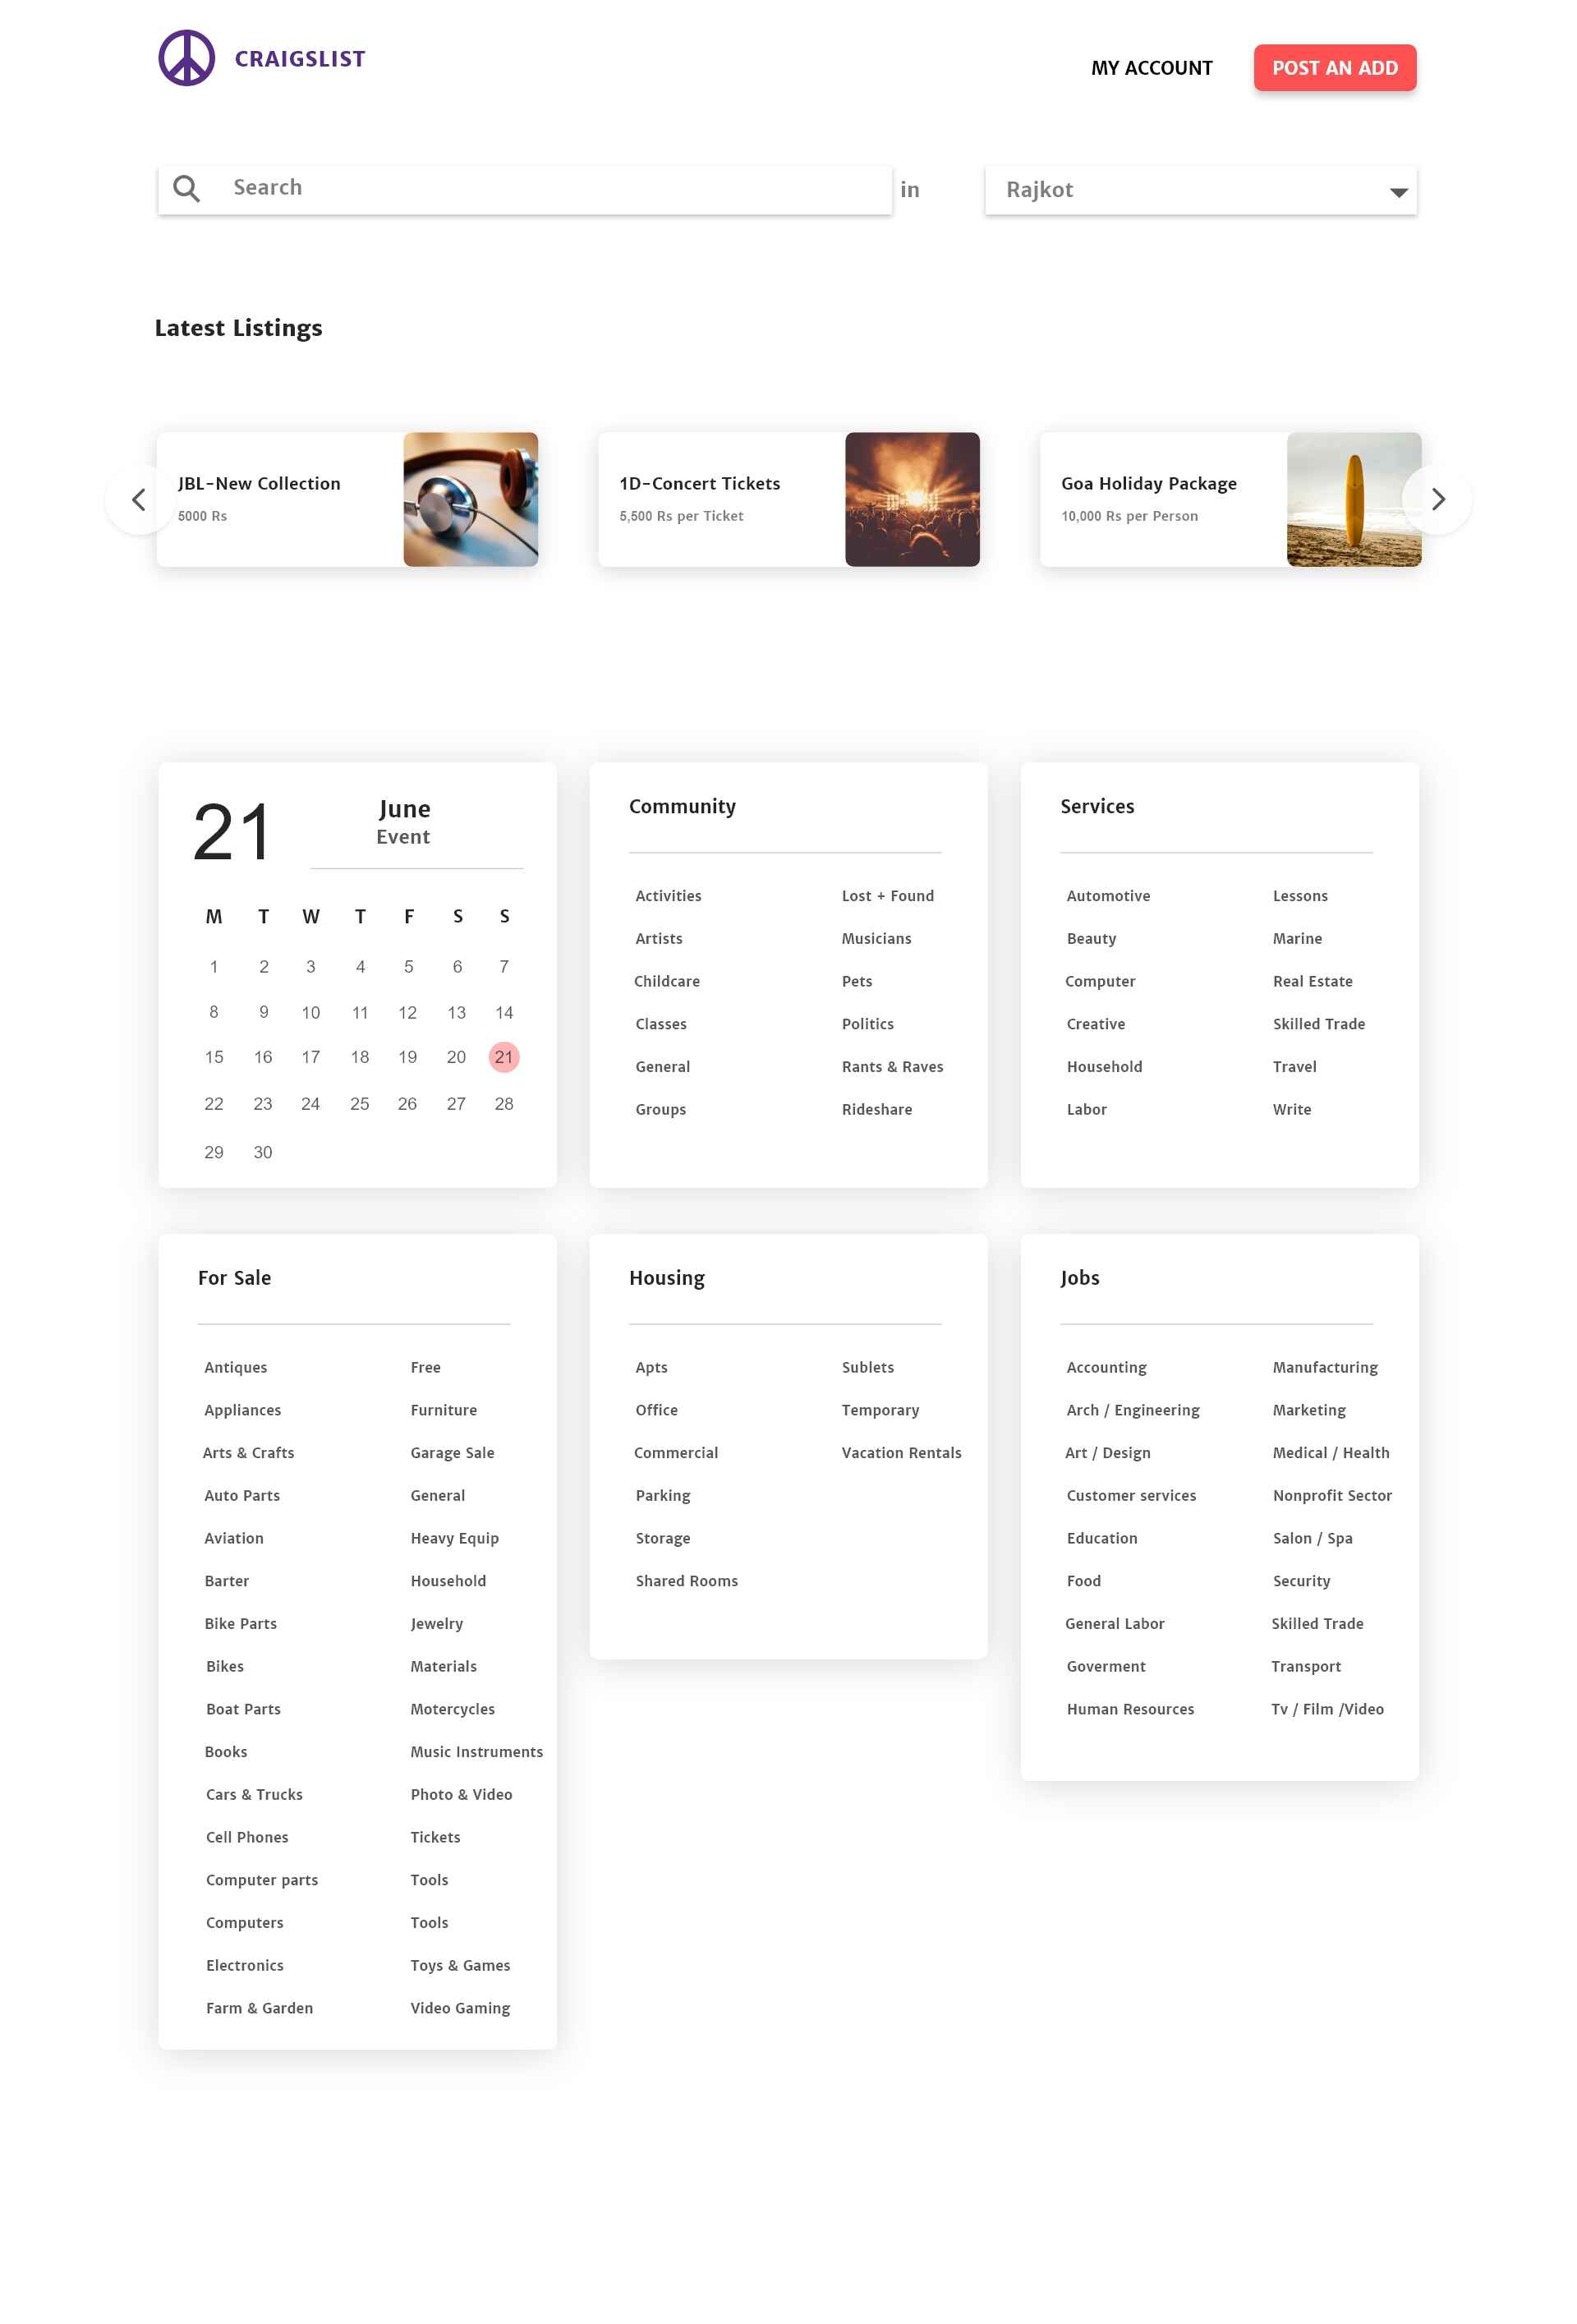 CRAIGSLIST
MY ACCOUNT
POST AN ADD
Search
in
Rajkot
Latest Listings
JBL-New Collection
5000 Rs
1D-Concert Tickets
5,500 Rs per Ticket
Goa Holiday Package
10,000 Rs per Person
21
June
Event
M T W T F S S
1 2 3 4 5 6 7
8 9 10 11 12 13 14
15 16 17 18 19 20 21
22 23 24 25 26 27 28
29 30
Community
Activities
Artists
Childcare
Classes
General
Groups
Lost + Found
Musicians
Pets
Politics
Rants & Raves
Rideshare
Services
Automotive
Beauty
Computer
Creative
Household
Labor
Lessons
Marine
Real Estate
Skilled Trade
Travel
Write
For Sale
Antiques
Appliances
Arts & Crafts
Auto Parts
Aviation
Barter
Bike Parts
Bikes
Boat Parts
Books
Cars & Trucks
Cell Phones
Computer parts
Computers
Electronics
Farm & Garden
Free
Furniture
Garage Sale
General
Heavy Equip
Household
Jewelry
Materials
Motercycles
Music Instruments
Photo & Video
Tickets
Tools
Tools
Toys & Games
Video Gaming
Housing
Apts
Office
Commercial
Parking
Storage
Shared Rooms
Sublets
Temporary
Vacation Rentals
Jobs
Accounting
Arch / Engineering
Art / Design
Customer services
Education
Food
General Labor
Goverment
Human Resources
Manufacturing
Marketing
Medical / Health
Nonprofit Sector
Salon / Spa
Security
Skilled Trade
Transport
Tv / Film /Video